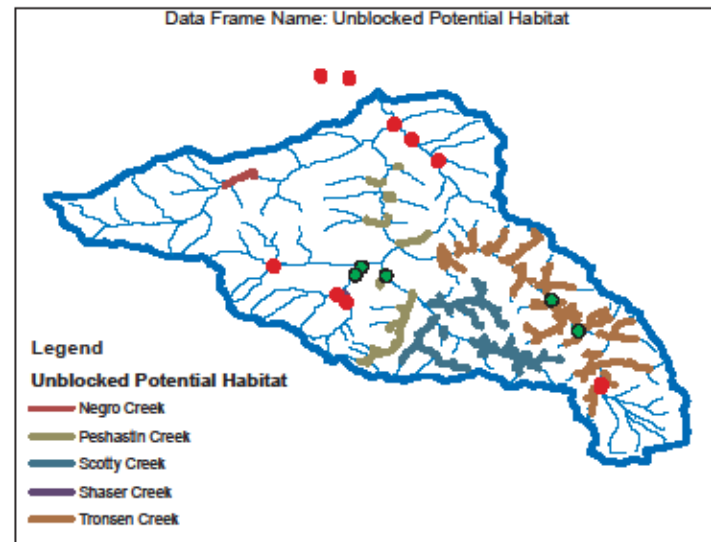 Data Frame Name: Unblocked Potential Habitat
Legend
Unblocked Potential Habitat
Negro Creek
Peshastin Creek
Scotty Creek
Shaser Creek
Tronsen Creek